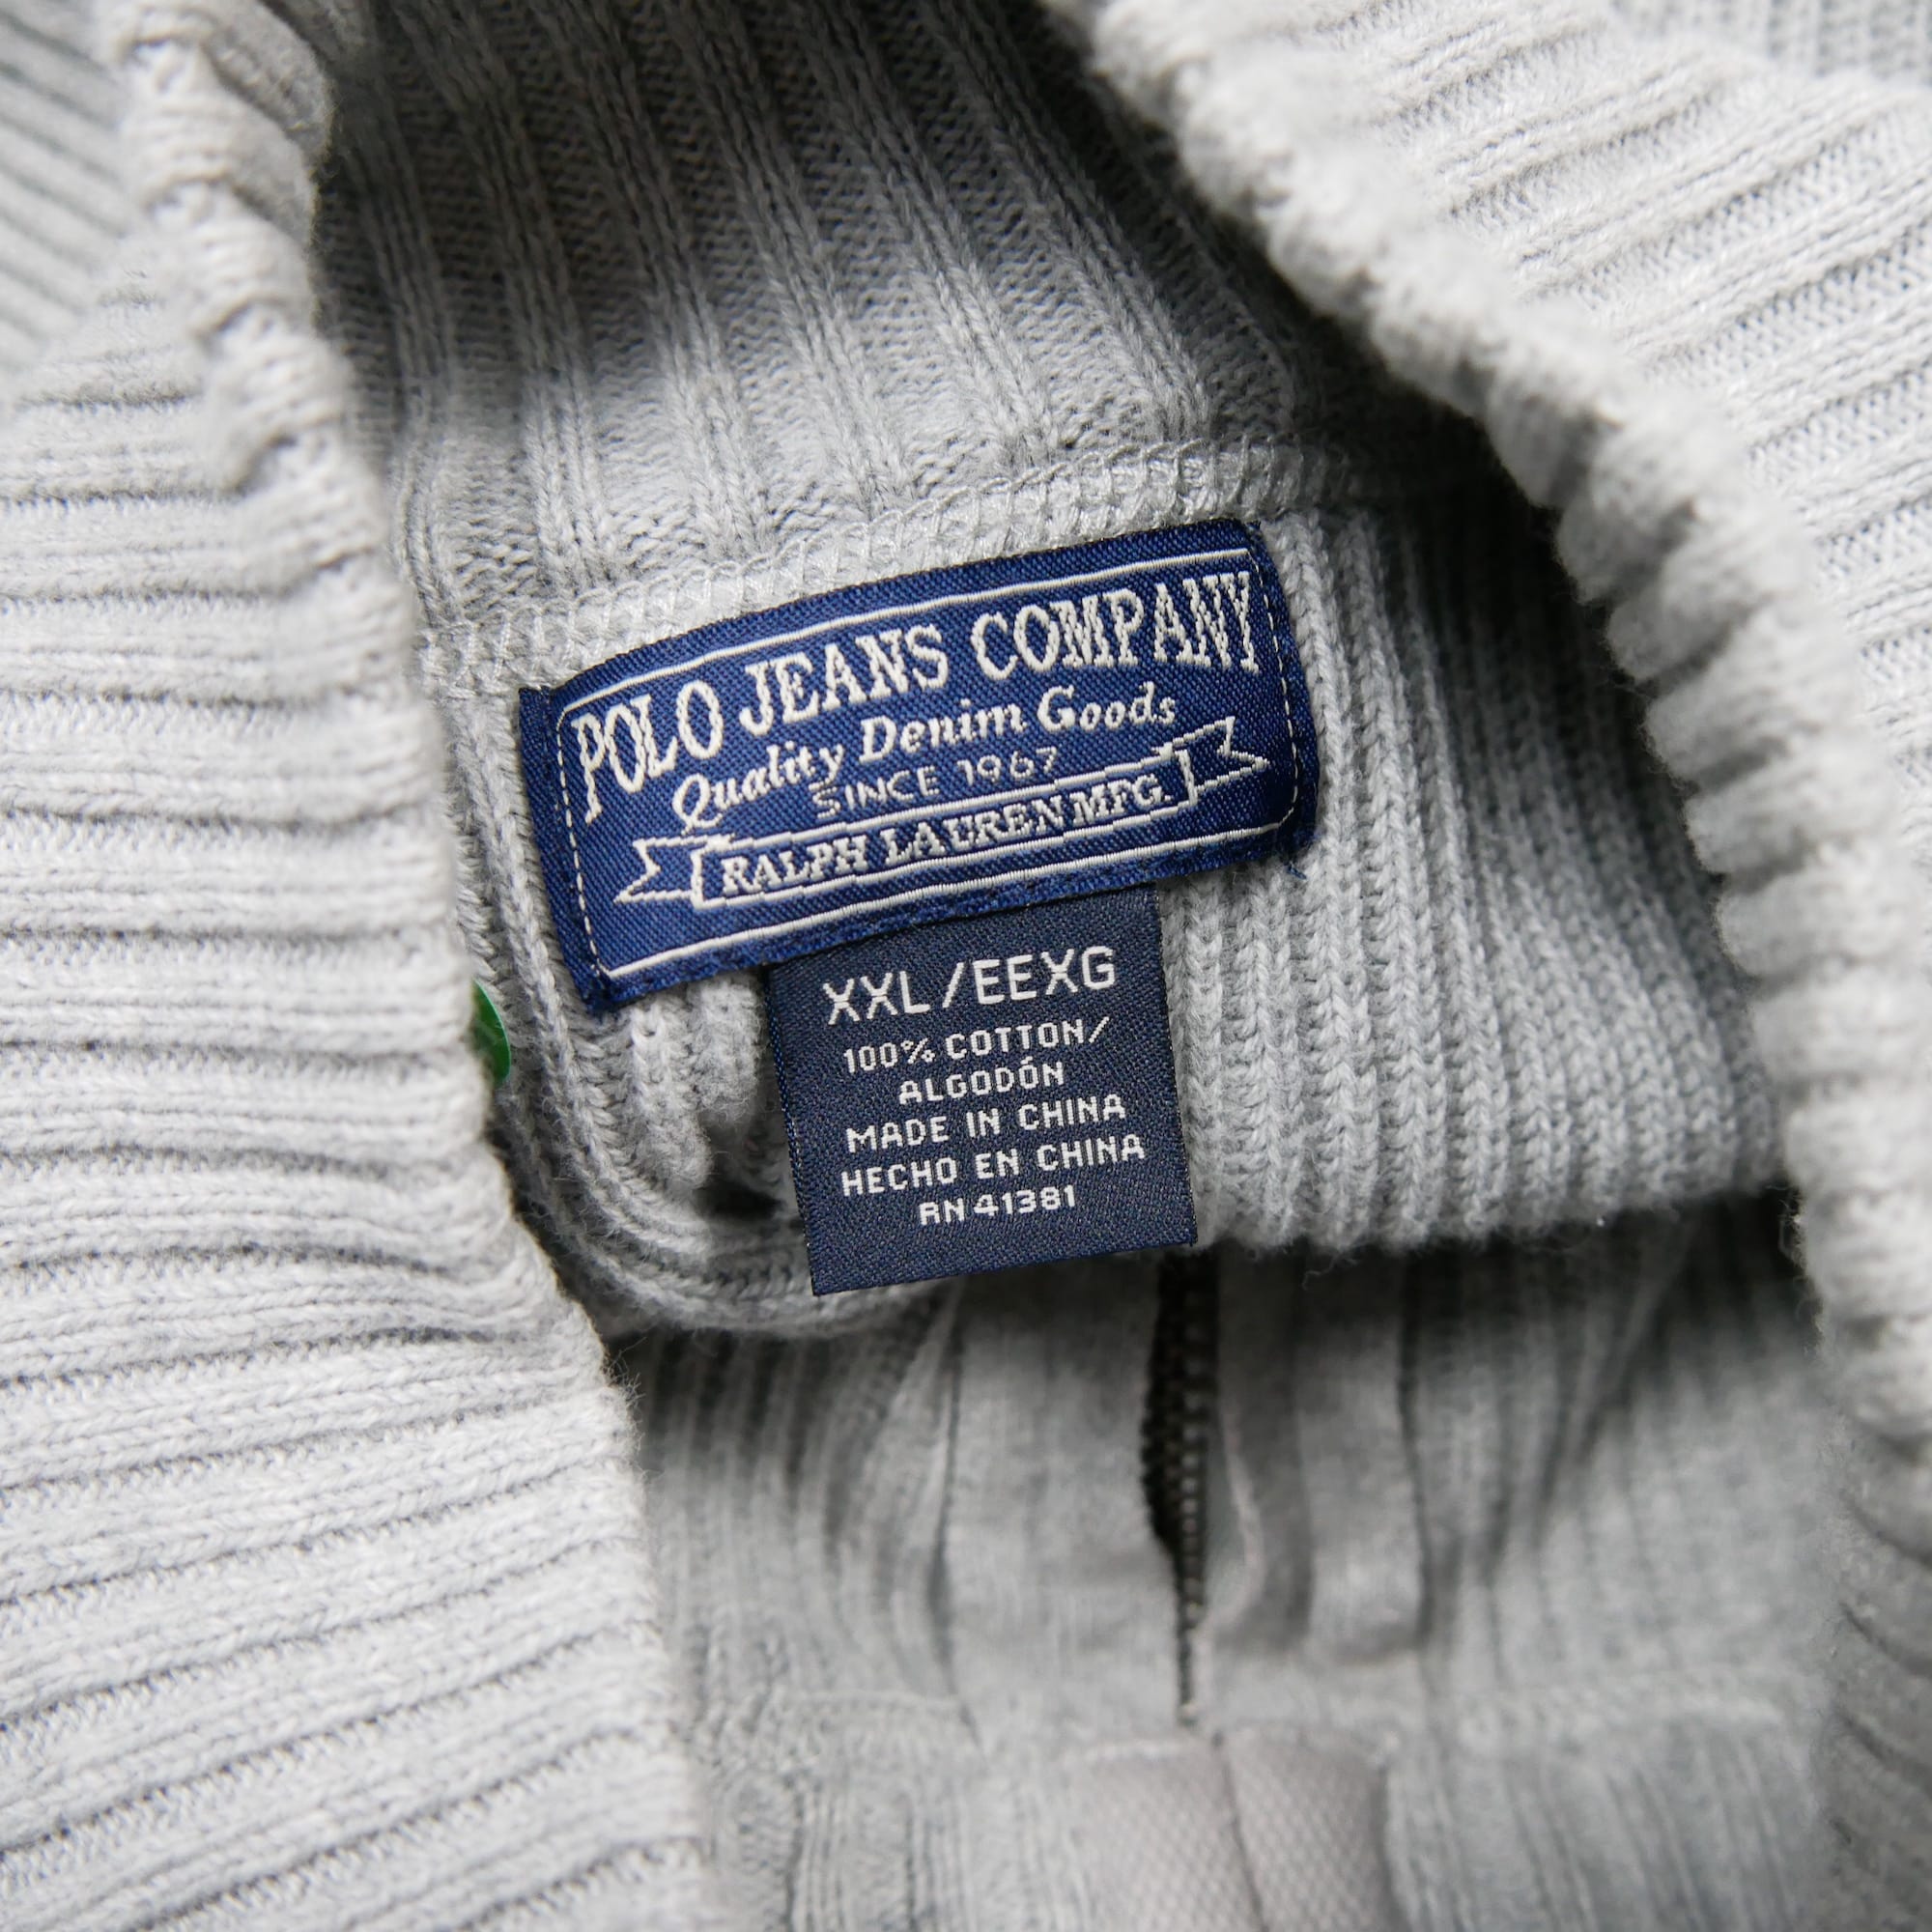 POLO JEANS COMPANY
Quality Denim Goods
SINCE 1967
RALPH LAUREN MFG.
XXL/EEXG
100% COTTON/
ALGODÓN
MADE IN CHINA
HECHO EN CHINA
RN 41381